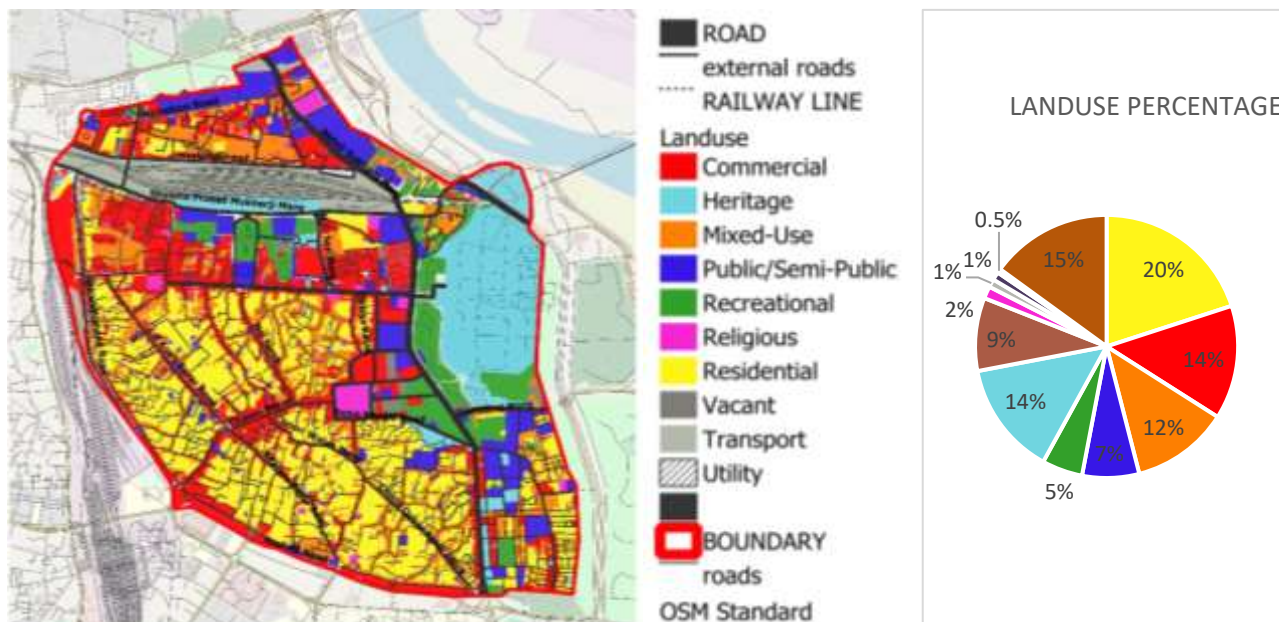 ROAD
external roads
RAILWAY LINE
Landuse
Commercial
Heritage
Mixed-Use
Public/Semi-Public
Recreational
Religious
Residential
Vacant
Transport
Utility
BOUNDARY
roads
OSM Standard
LANDUSE PERCENTAGE
0.5%
1%
1%
2%
9%
14%
5%
7%
12%
14%
20%
15%